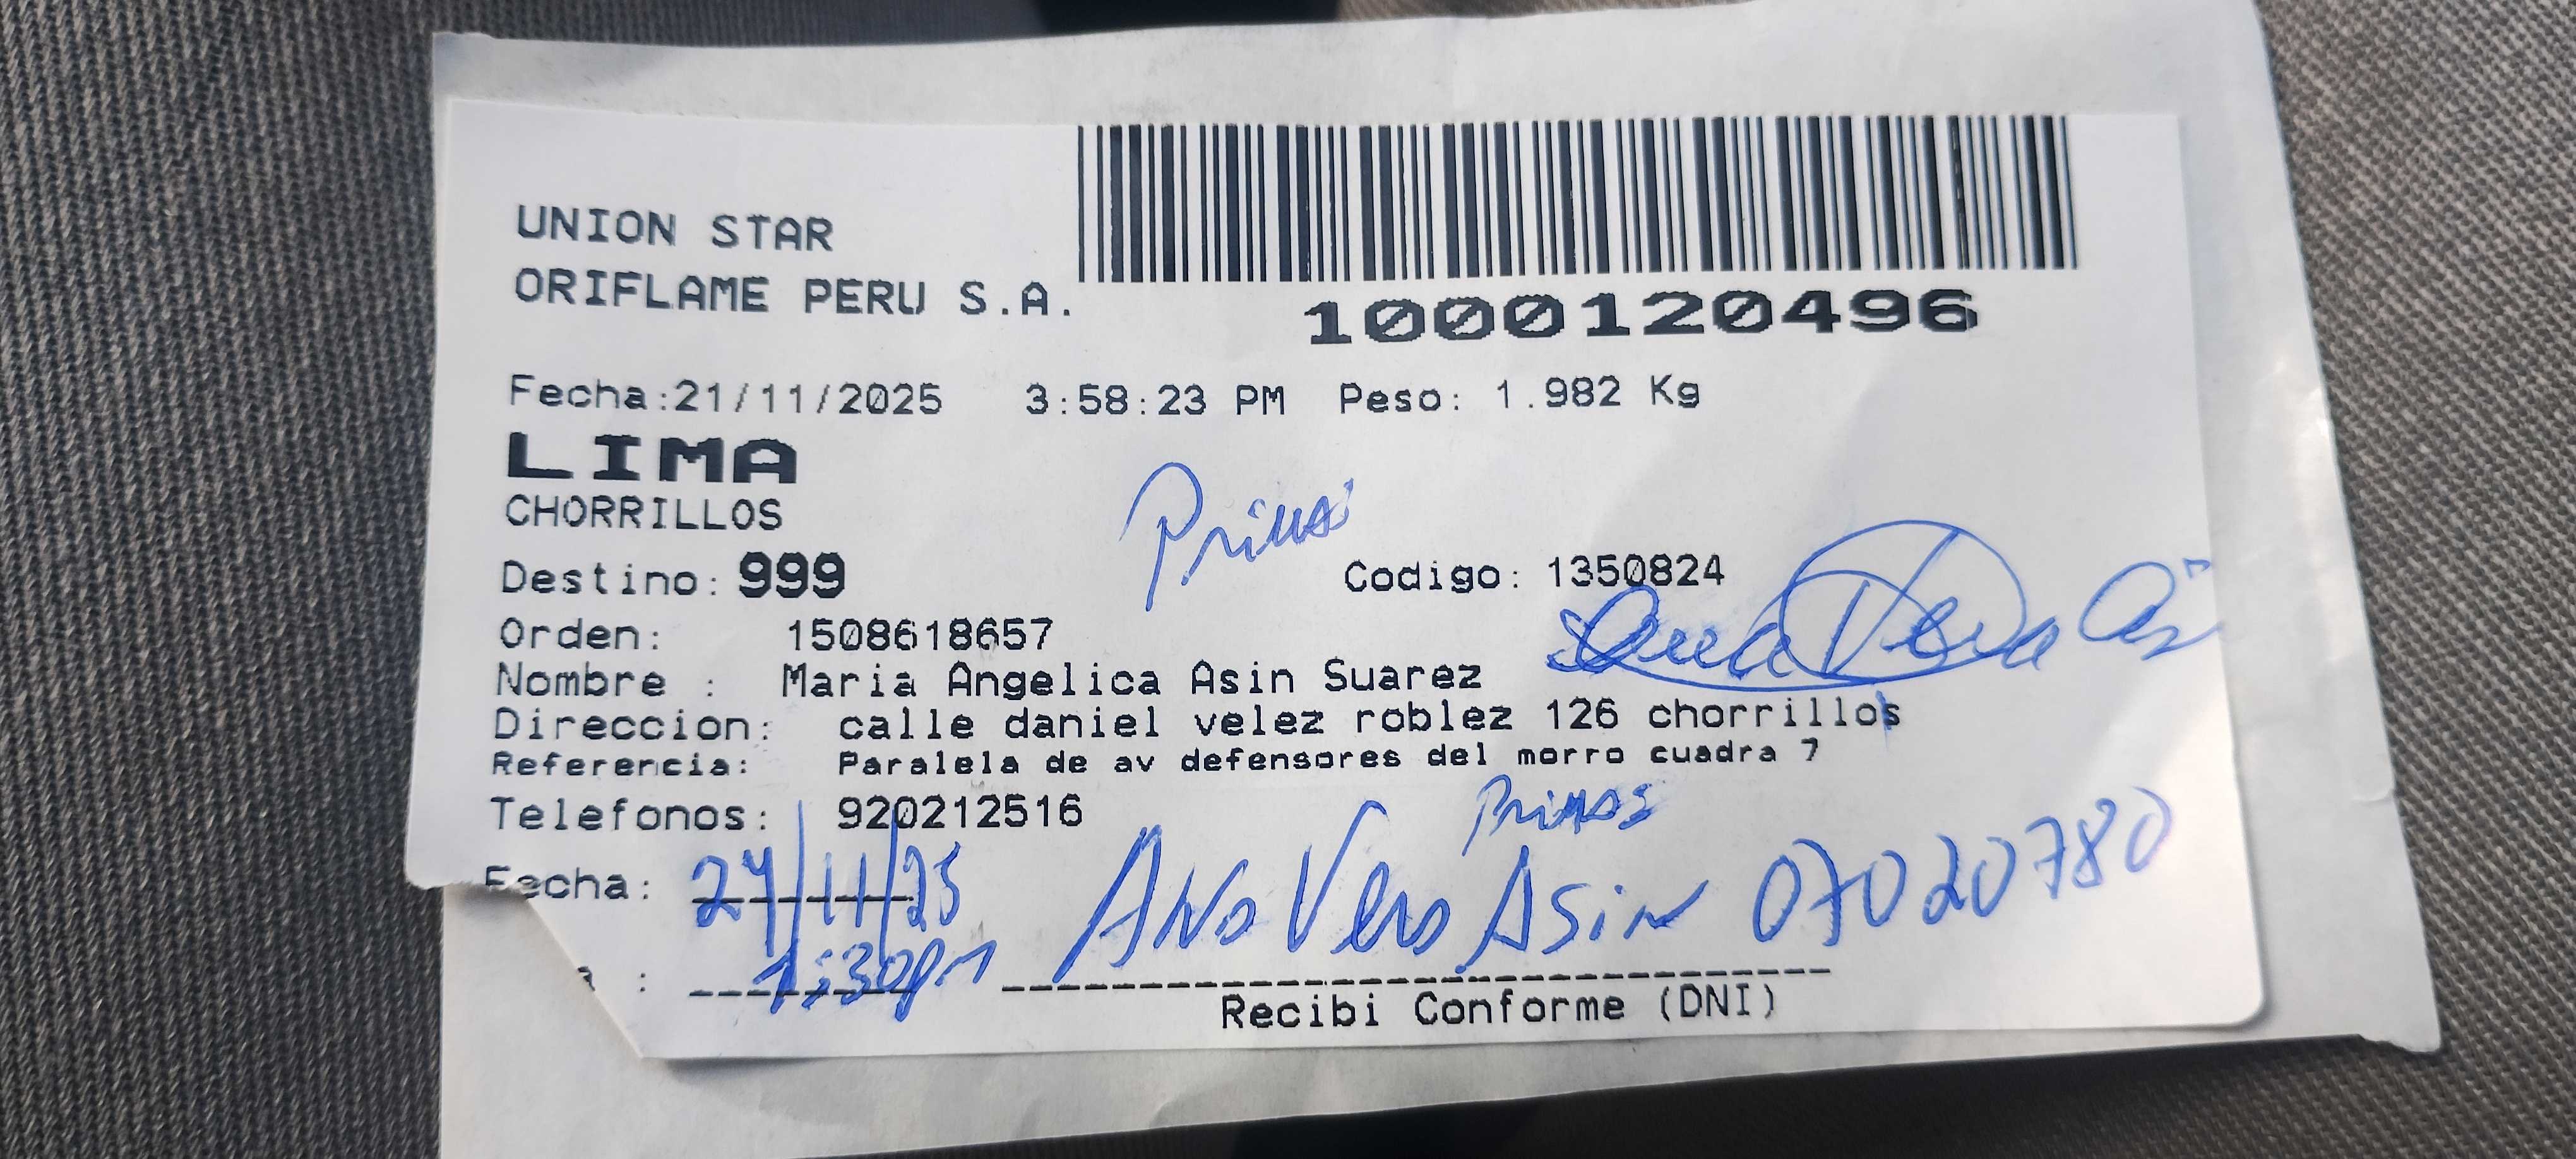 UNION STAR
ORIFLAME PERU S.A.
1000120496
Fecha:21/11/2025 3:58:23 PM Peso: 1.982 Kg
LIMA
CHORRILLOS
Destino: 999 Codigo: 1350824
Orden: 1508618657
Nombre : Maria Angelica Asin Suarez
Direccion: calle daniel velez roblez 126 chorrillos
Referencia: Paralela de av defensores del morro cuadra 7
Telefonos: 920212516
Fecha: 24/11/25 Ana Vera Asin 07020780
a : 1:30pm
Recibi Conforme (DNI)